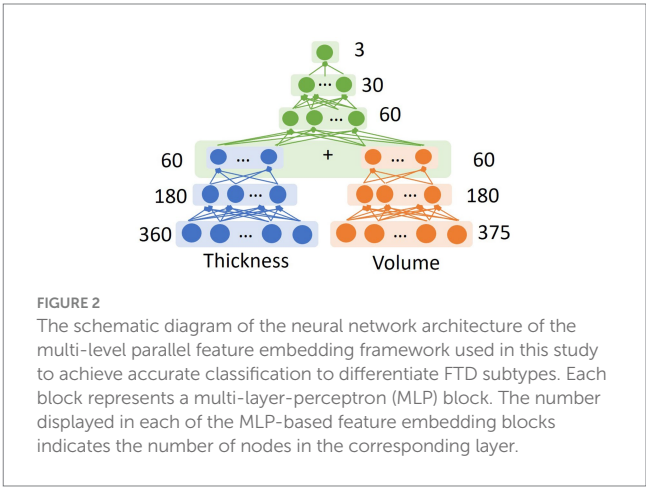 3
... 30
... 60
60 ... + ... 60
180 ... ... 180
360 ... ... 375
Thickness Volume
FIGURE 2
The schematic diagram of the neural network architecture of the
multi-level parallel feature embedding framework used in this study
to achieve accurate classification to differentiate FTD subtypes. Each
block represents a multi-layer-perceptron (MLP) block. The number
displayed in each of the MLP-based feature embedding blocks
indicates the number of nodes in the corresponding layer.